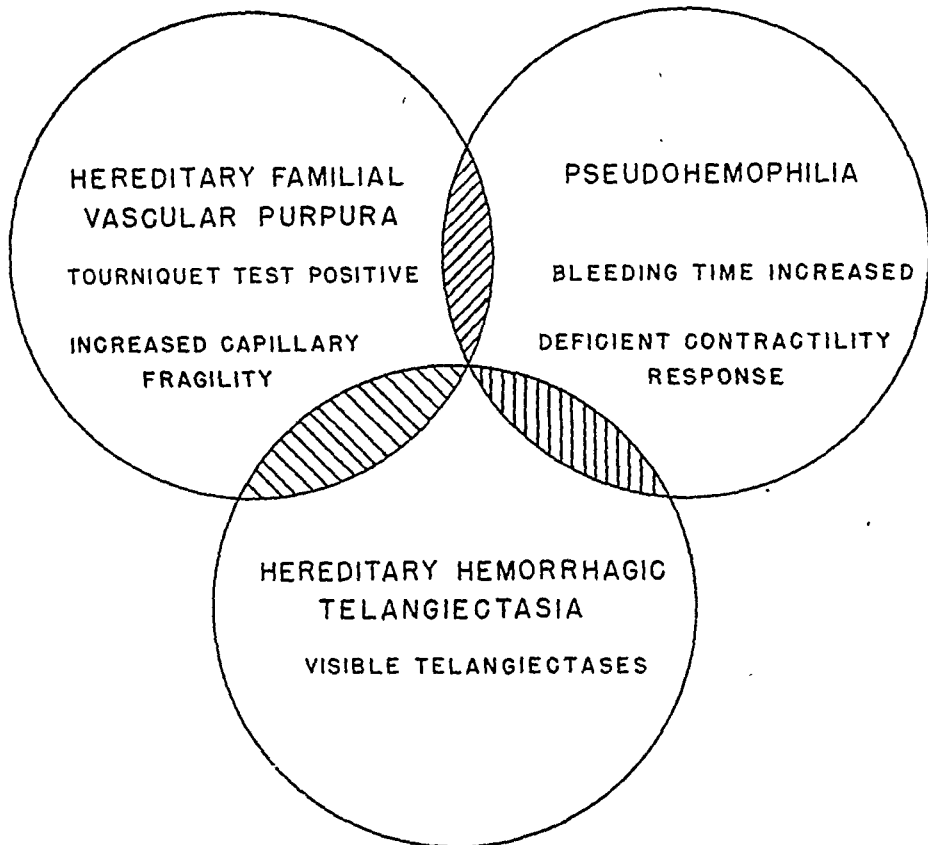 HEREDITARY FAMILIAL
VASCULAR PURPURA
TOURNIQUET TEST POSITIVE
INCREASED CAPILLARY
FRAGILITY
PSEUDOHEMOPHILIA
BLEEDING TIME INCREASED
DEFICIENT CONTRACTILITY
RESPONSE
HEREDITARY HEMORRHAGIC
TELANGIECTASIA
VISIBLE TELANGIECTASES